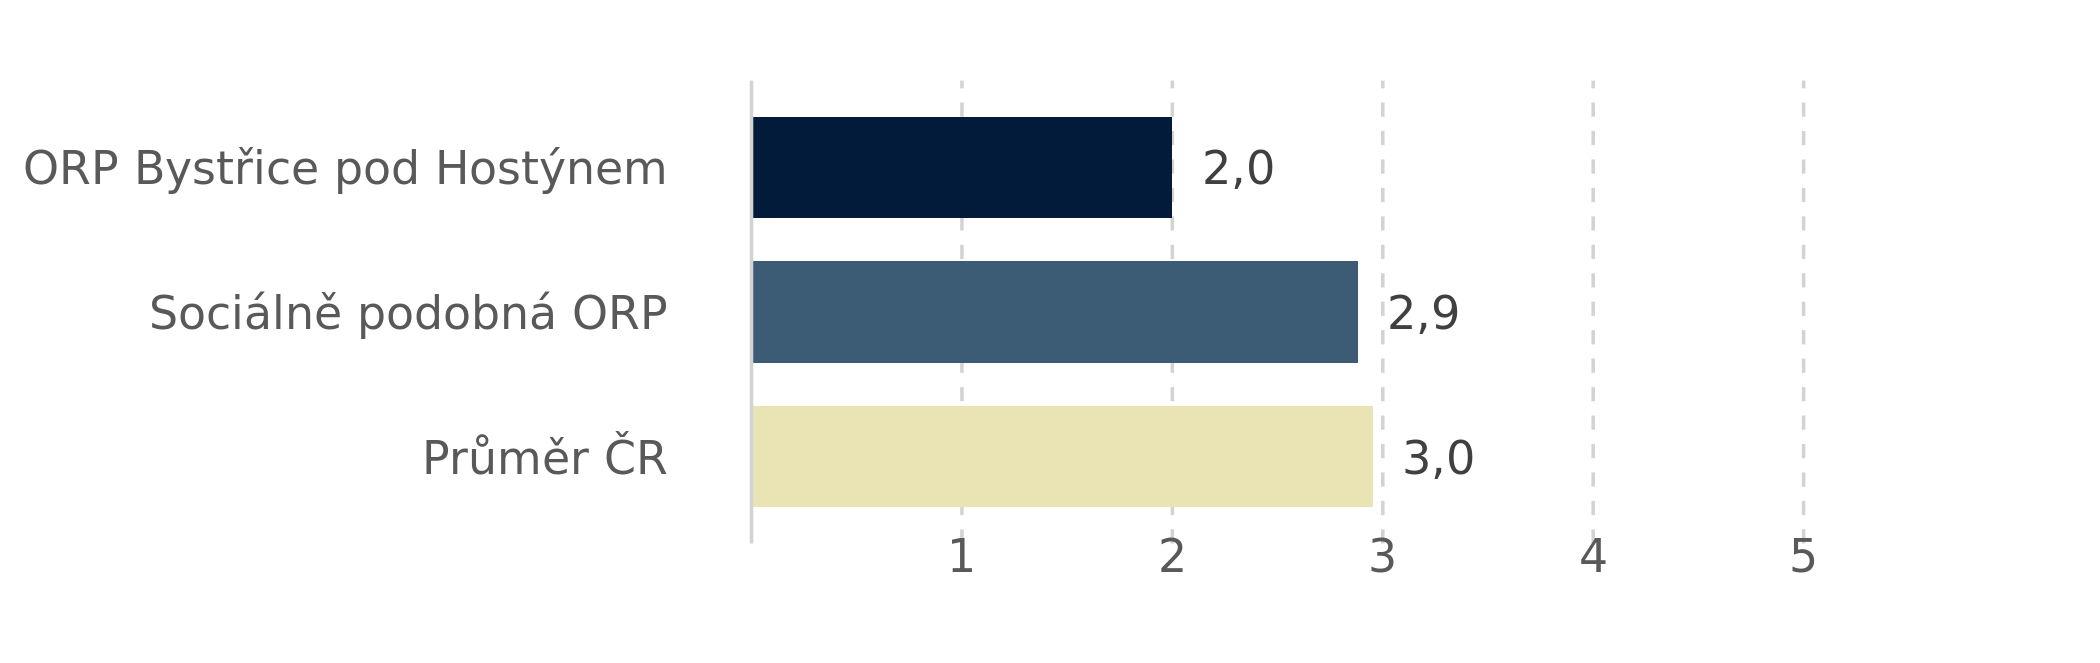 ORP Bystřice pod Hostýnem 2,0
Sociálně podobná ORP 2,9
Průměr ČR 3,0
1 2 3 4 5